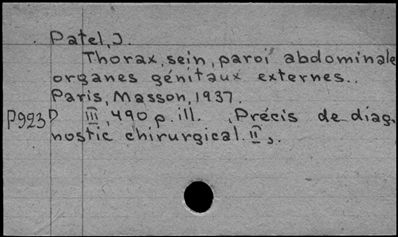 Patel, J.
Thorax, sein, paroi abdominale
organes génitaux externes..
Paris, Masson, 1937.
P993D III, 490 p. ill. , Précis de diag-
nostic chirurgical. II,.